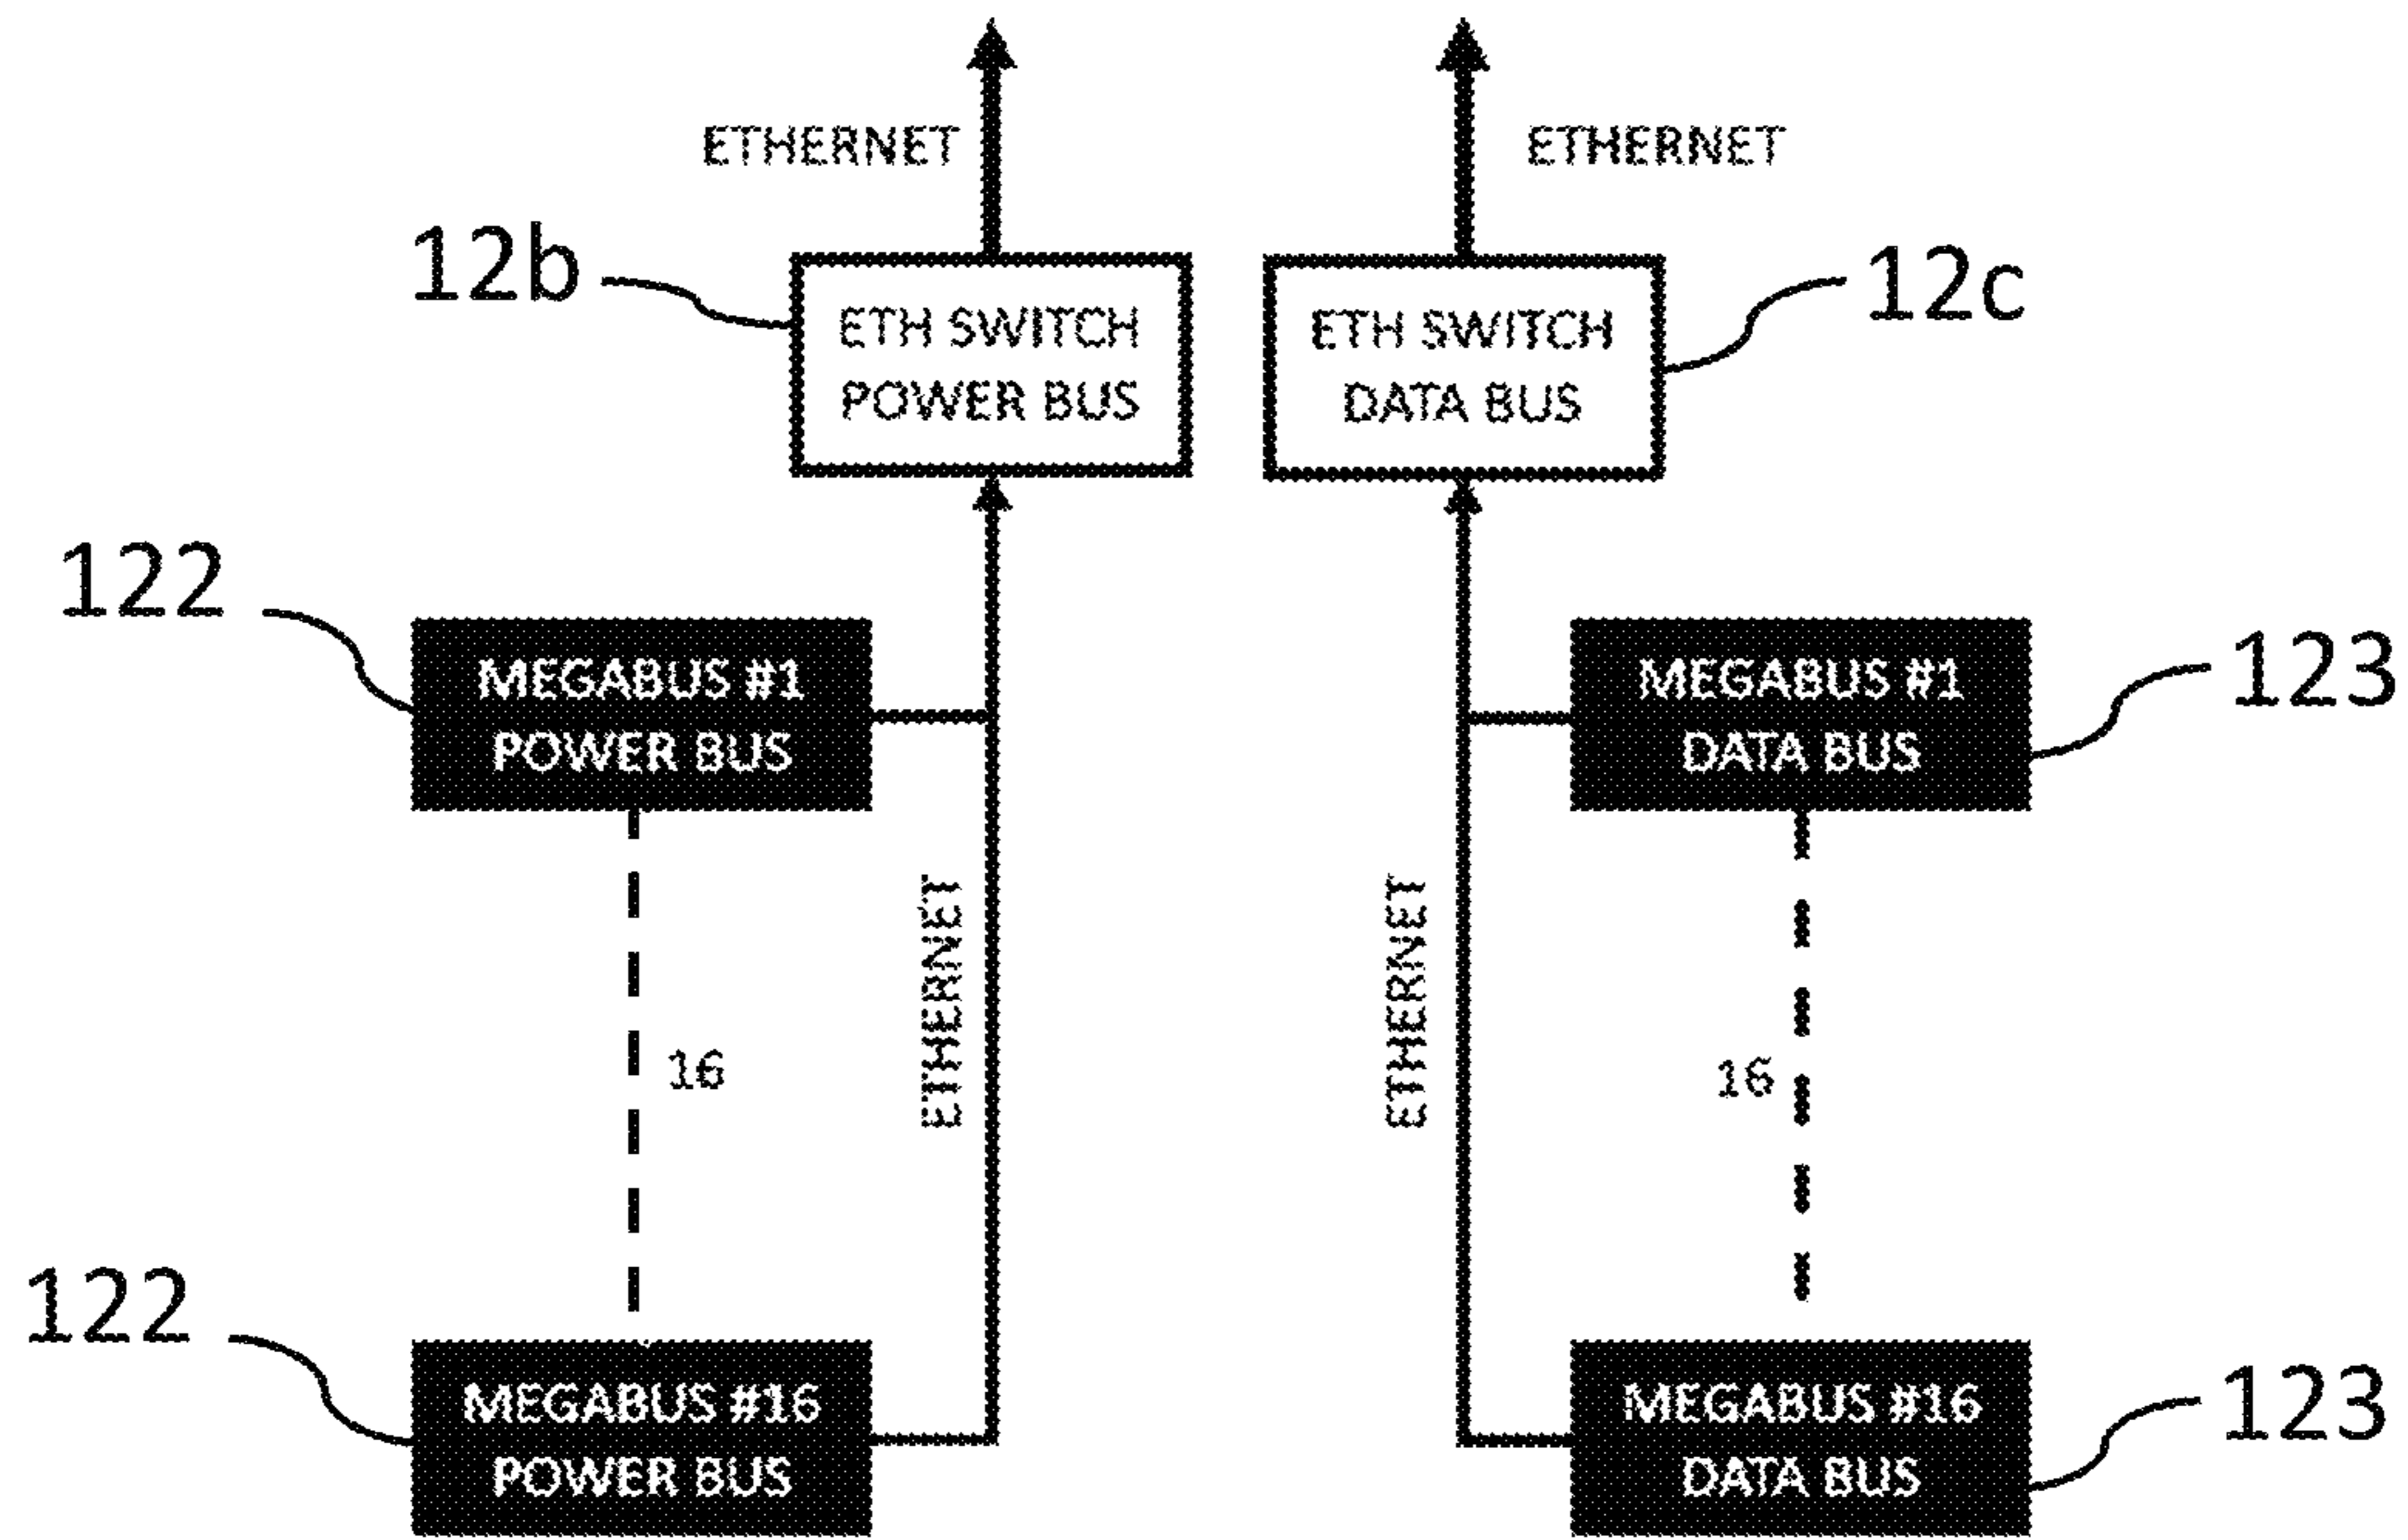 ETHERNET
ETHERNET
12b
12c
ETH SWITCH
POWER BUS
ETH SWITCH
DATA BUS
122
MEGABUS #1
POWER BUS
MEGABUS #1
DATA BUS
123
ETHERNET
ETHERNET
16
16
122
MEGABUS #16
POWER BUS
MEGABUS #16
DATA BUS
123